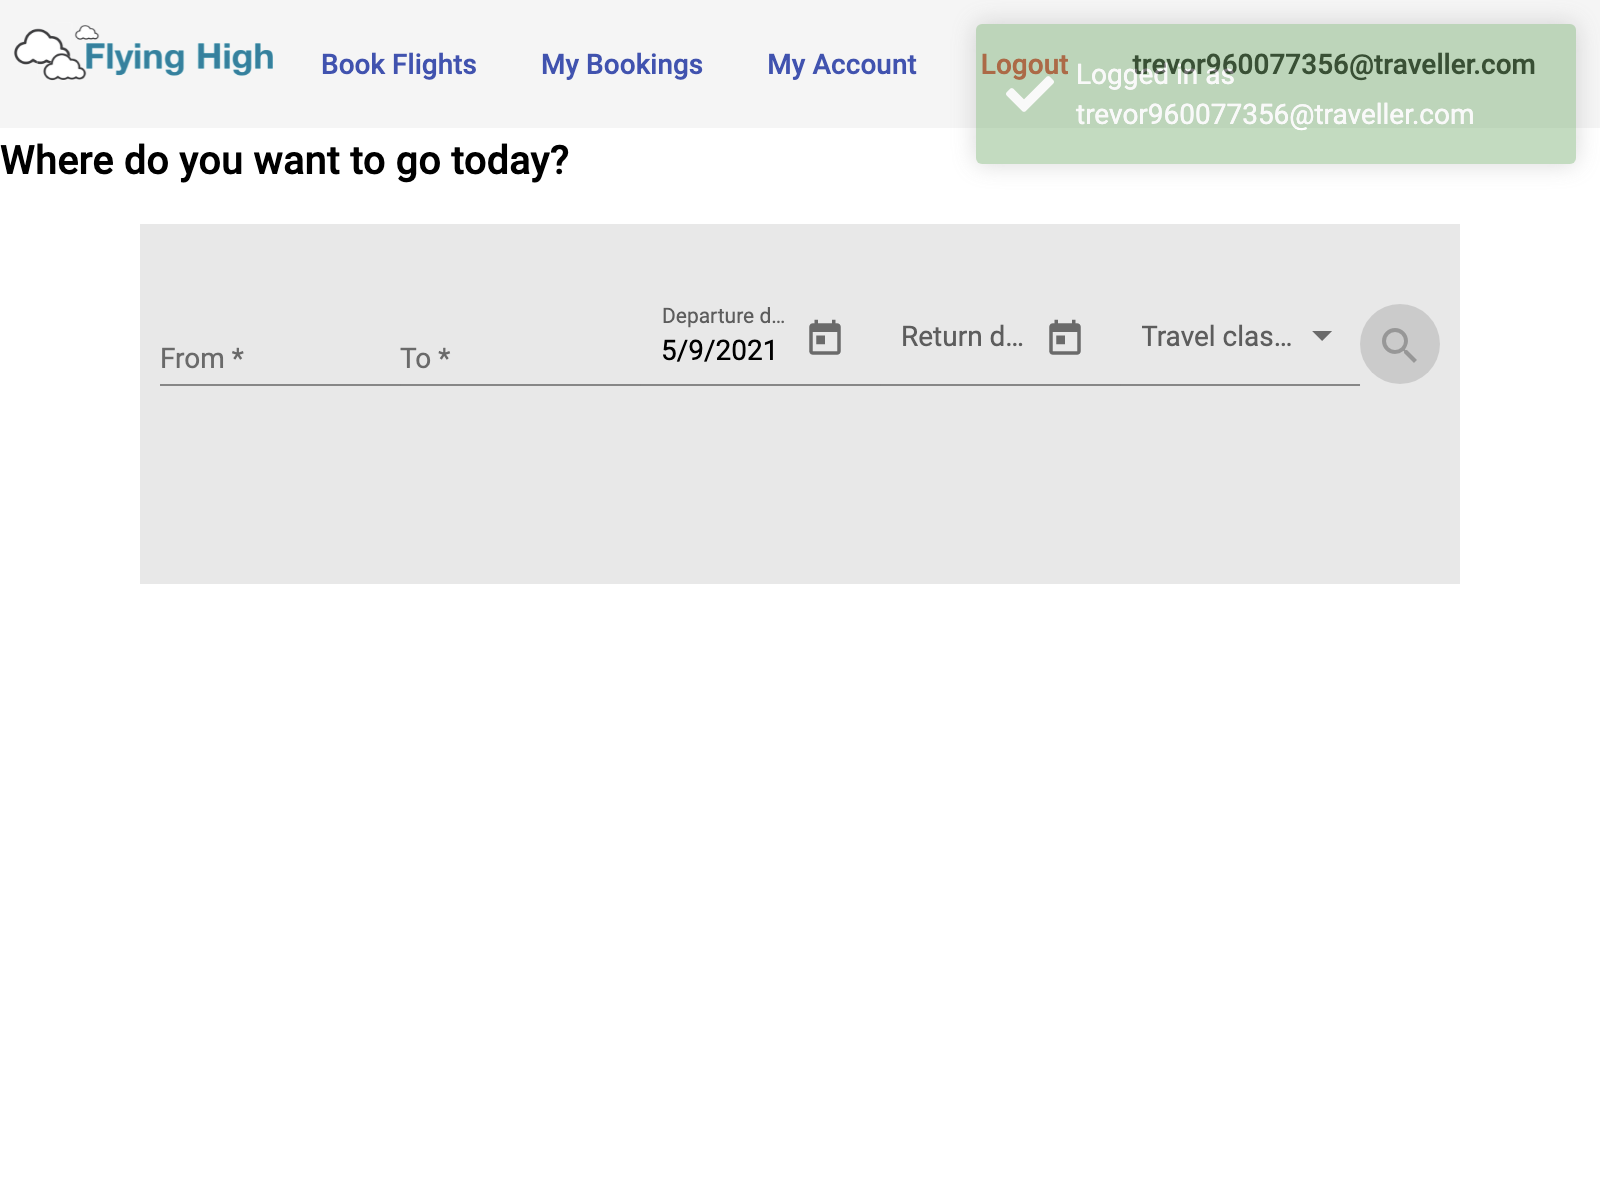 Flying High
Book Flights
My Bookings
My Account
Logout
trevor960077356@traveller.com
Logged in as
trevor960077356@traveller.com
Where do you want to go today?
From *
To *
Departure d...
5/9/2021
Return d...
Travel clas...